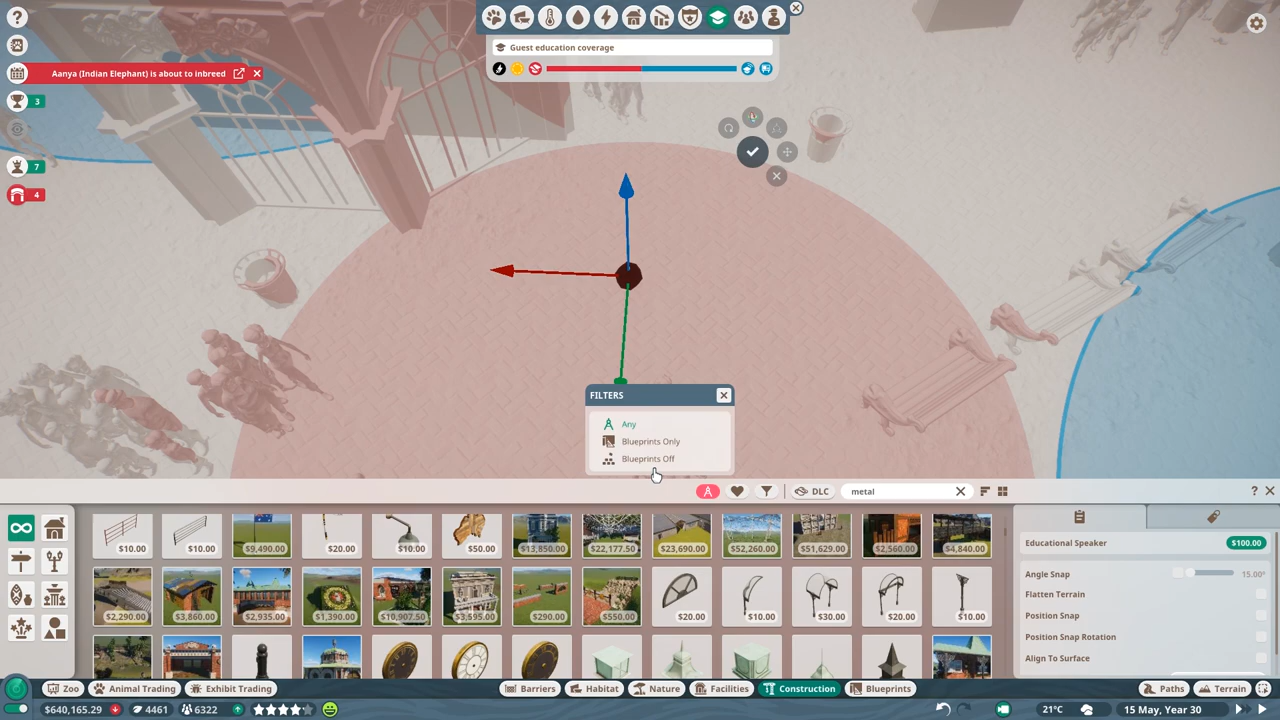 ?
Guest education coverage
Aanya (Indian Elephant) is about to inbreed
3
7
4
FILTERS
Any
Blueprints Only
Blueprints Off
DLC
metal
?
$10.00
$10.00
$9,490.00
$20.00
$10.00
$50.00
$13,850.00
$22,177.50
$23,690.00
$52,260.00
$51,629.00
$2,560.00
$4,840.00
$2,290.00
$3,860.00
$2,935.00
$1,390.00
$10,907.50
$3,595.00
$290.00
$550.00
$20.00
$10.00
$30.00
$20.00
$10.00
Educational Speaker
$100.00
Angle Snap
15.00°
Flatten Terrain
Position Snap
Position Snap Rotation
Align To Surface
Zoo
Animal Trading
Exhibit Trading
Barriers
Habitat
Nature
Facilities
Construction
Blueprints
Paths
Terrain
$640,165.29
4461
6322
21°C
15 May, Year 30